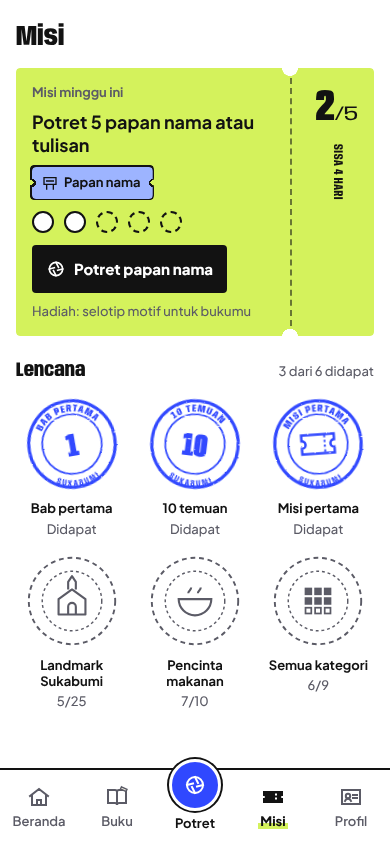 Misi
Misi minggu ini
Potret 5 papan nama atau
tulisan
Papan nama
Potret papan nama
Hadiah: selotip motif untuk bukumu
2/5
SISA 4 HARI
Lencana
3 dari 6 didapat
BAB PERTAMA
1
SUKABUMI
10 TEMUAN
10
SUKABUMI
MISI PERTAMA
SUKABUMI
Bab pertama
10 temuan
Misi pertama
Didapat
Didapat
Didapat
Landmark
Sukabumi
5/25
Pencinta
makanan
7/10
Semua kategori
6/9
Beranda
Buku
Potret
Misi
Profil